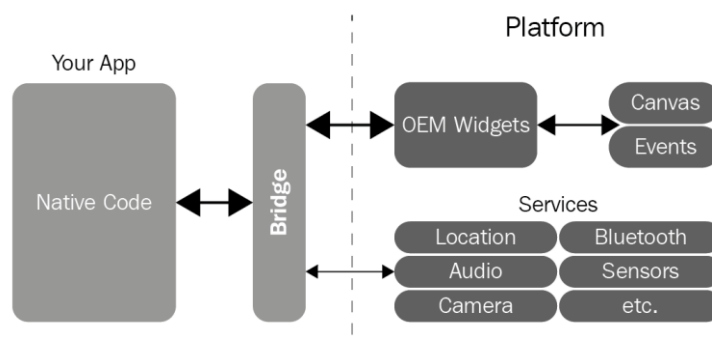 Platform
Your App
Native Code
Bridge
OEM Widgets
Canvas
Events
Services
Location
Bluetooth
Audio
Sensors
Camera
etc.